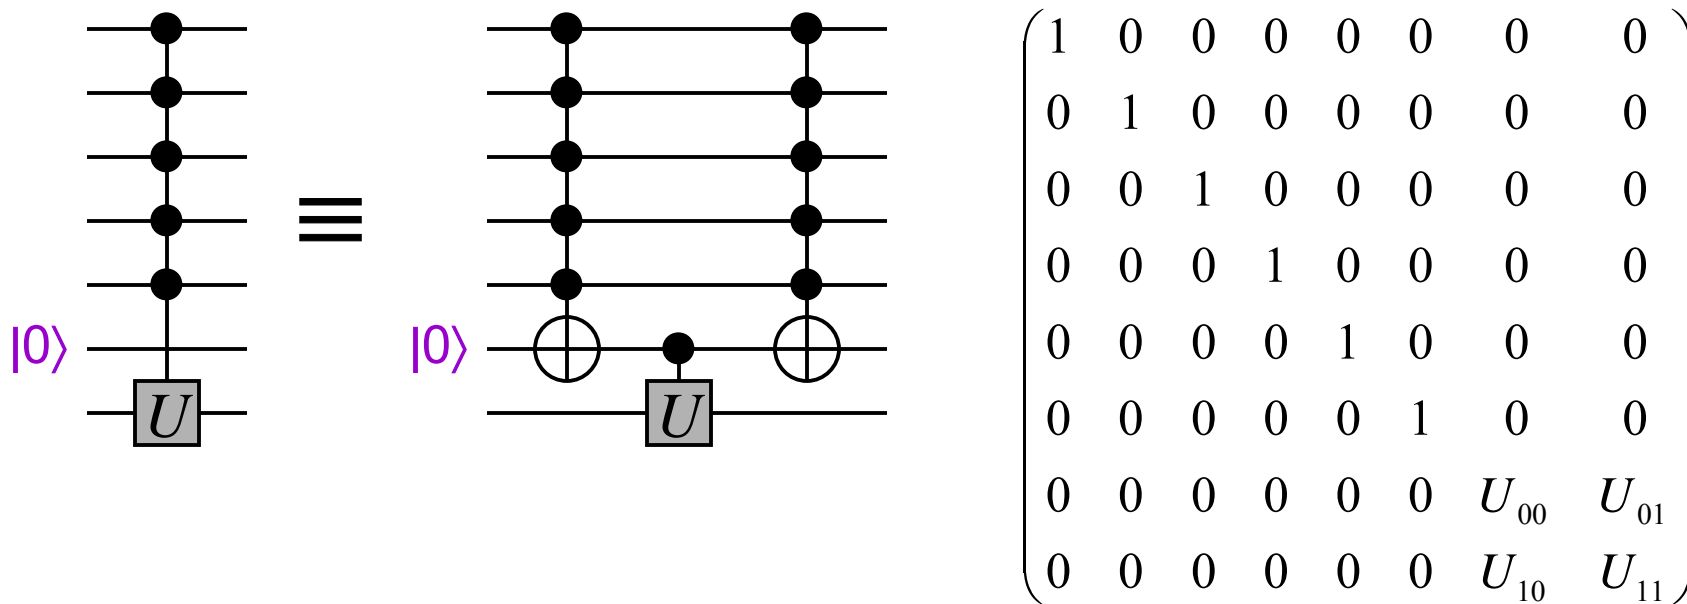 1 0 0 0 0 0 0 0
0 1 0 0 0 0 0 0
0 0 1 0 0 0 0 0
0 0 0 1 0 0 0 0
0 0 0 0 1 0 0 0
0 0 0 0 0 1 0 0
0 0 0 0 0 0 U₀₀ U₀₁
0 0 0 0 0 0 U₁₀ U₁₁
≡
|0⟩ |0⟩
U U